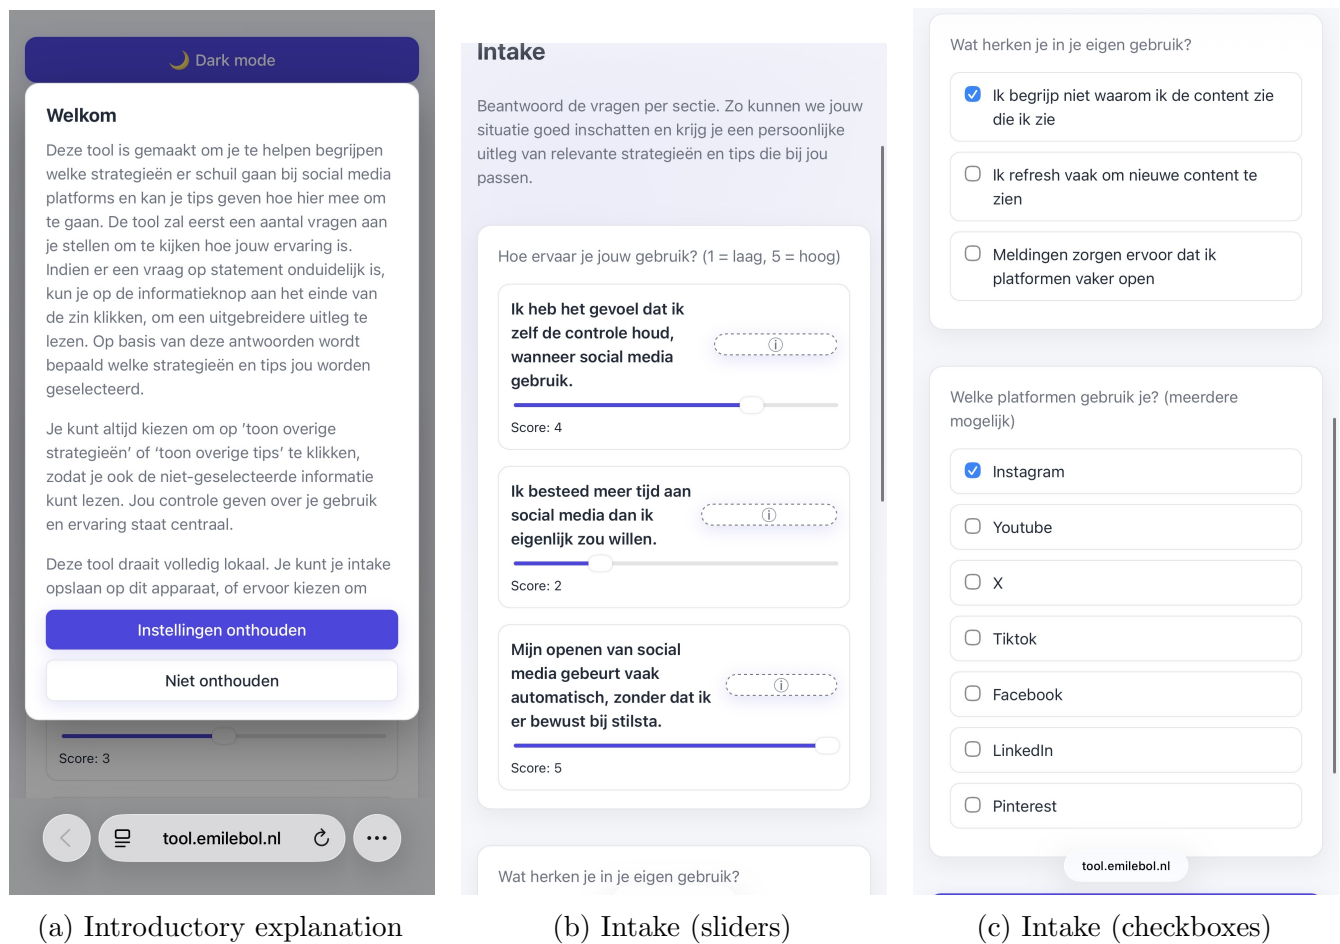 Dark mode
Welkom
Deze tool is gemaakt om je te helpen begrijpen
welke strategieën er schuil gaan bij social media
platforms en kan je tips geven hoe hier mee om
te gaan. De tool zal eerst een aantal vragen aan
je stellen om te kijken hoe jouw ervaring is.
Indien er een vraag op statement onduidelijk is,
kun je op de informatieknop aan het einde van
de zin klikken, om een uitgebreidere uitleg te
lezen. Op basis van deze antwoorden wordt
bepaald welke strategieën en tips jou worden
geselecteerd.
Je kunt altijd kiezen om op ’toon overige
strategieën’ of ‘toon overige tips’ te klikken,
zodat je ook de niet-geselecteerde informatie
kunt lezen. Jou controle geven over je gebruik
en ervaring staat centraal.
Deze tool draait volledig lokaal. Je kunt je intake
opslaan op dit apparaat, of ervoor kiezen om
Instellingen onthouden
Niet onthouden
Score: 3
tool.emilebol.nl
(a) Introductory explanation
Intake
Beantwoord de vragen per sectie. Zo kunnen we jouw
situatie goed inschatten en krijg je een persoonlijke
uitleg van relevante strategieën en tips die bij jou
passen.
Hoe ervaar je jouw gebruik? (1 = laag, 5 = hoog)
Ik heb het gevoel dat ik
zelf de controle houd,
wanneer social media
gebruik.
ⓘ
Score: 4
Ik besteed meer tijd aan
social media dan ik
eigenlijk zou willen.
ⓘ
Score: 2
Mijn openen van social
media gebeurt vaak
automatisch, zonder dat ik
er bewust bij stilsta.
ⓘ
Score: 5
Wat herken je in je eigen gebruik?
(b) Intake (sliders)
Wat herken je in je eigen gebruik?
Ik begrijp niet waarom ik de content zie
die ik zie
Ik refresh vaak om nieuwe content te
zien
Meldingen zorgen ervoor dat ik
platformen vaker open
Welke platformen gebruik je? (meerdere
mogelijk)
Instagram
Youtube
X
Tiktok
Facebook
LinkedIn
Pinterest
tool.emilebol.nl
(c) Intake (checkboxes)